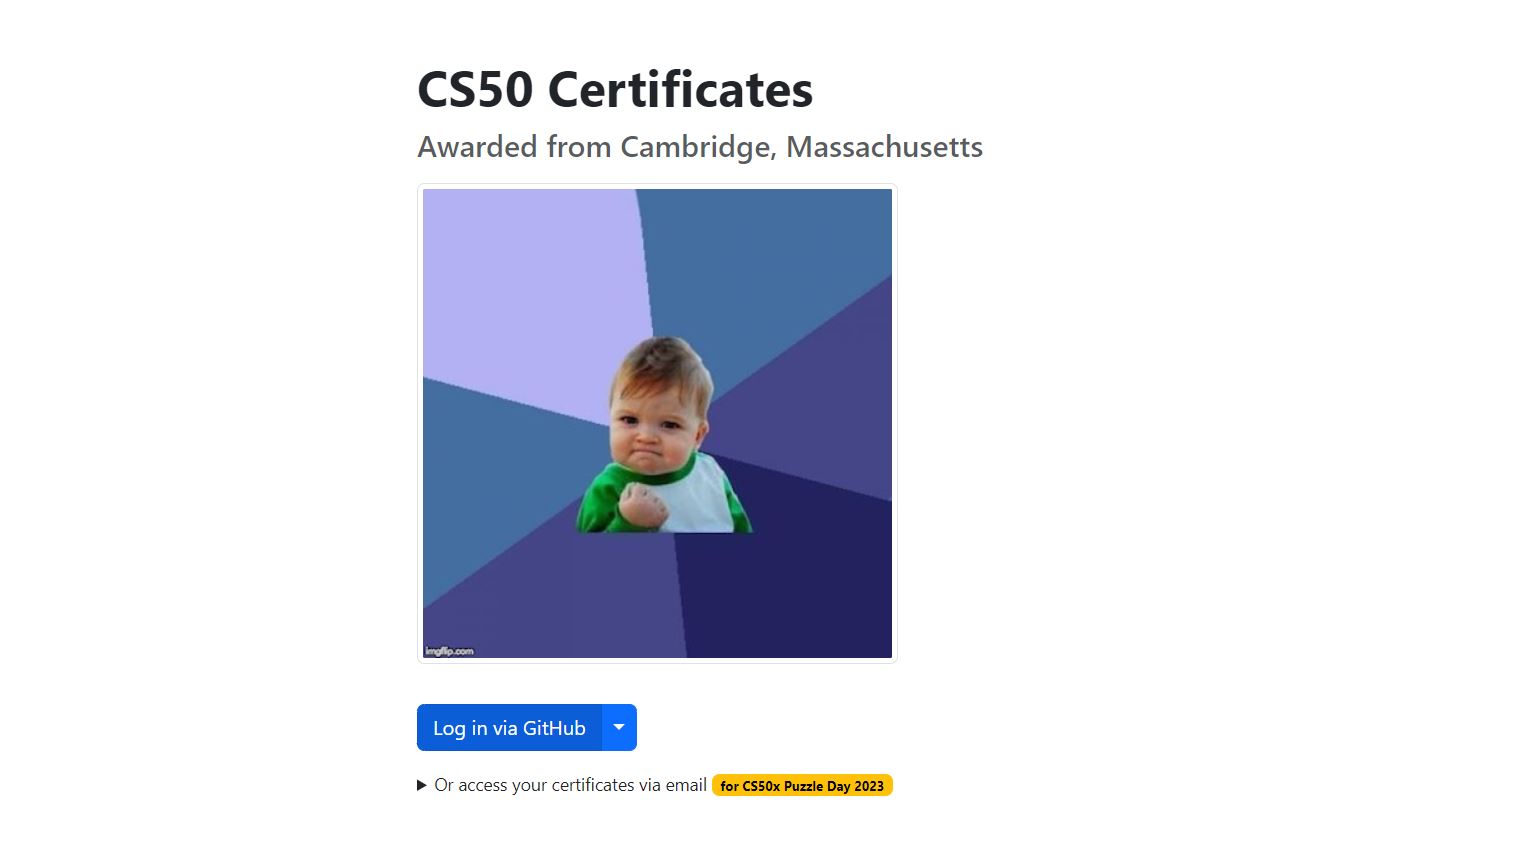 CS50 Certificates
Awarded from Cambridge, Massachusetts
imgflip.com
Log in via GitHub
Or access your certificates via email for CS50x Puzzle Day 2023